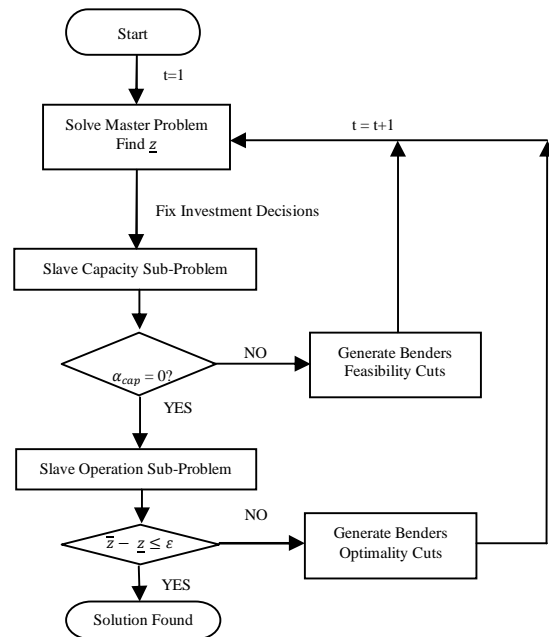 Start
t=1
Solve Master Problem
Find z̲
t = t+1
Fix Investment Decisions
Slave Capacity Sub-Problem
α_cap = 0?
NO
Generate Benders
Feasibility Cuts
YES
Slave Operation Sub-Problem
z̅ − z̲ ≤ ε
NO
Generate Benders
Optimality Cuts
YES
Solution Found